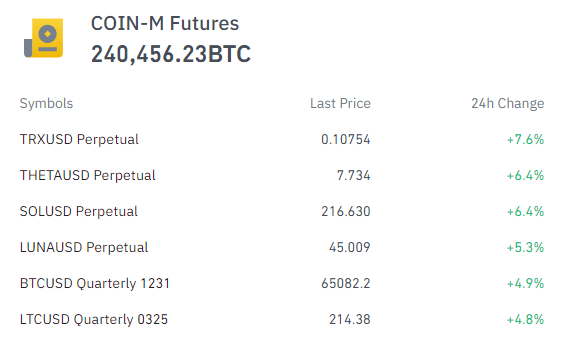 COIN-M Futures
240,456.23BTC
Symbols Last Price 24h Change
TRXUSD Perpetual 0.10754 +7.6%
THETAUSD Perpetual 7.734 +6.4%
SOLUSD Perpetual 216.630 +6.4%
LUNAUSD Perpetual 45.009 +5.3%
BTCUSD Quarterly 1231 65082.2 +4.9%
LTCUSD Quarterly 0325 214.38 +4.8%